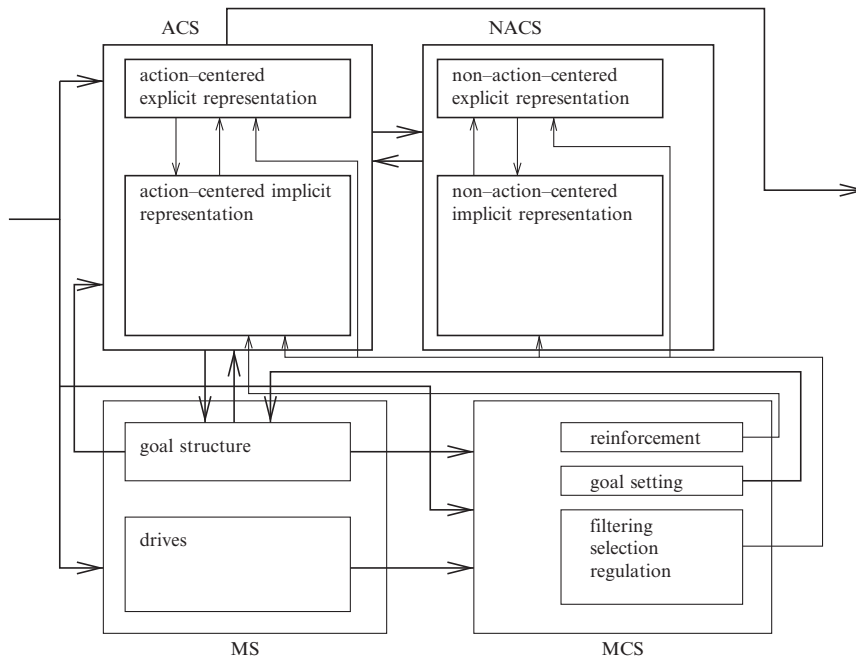 ACS
NACS
action–centered
explicit representation
non–action–centered
explicit representation
action–centered implicit
representation
non–action–centered
implicit representation
goal structure
drives
reinforcement
goal setting
filtering
selection
regulation
MS
MCS